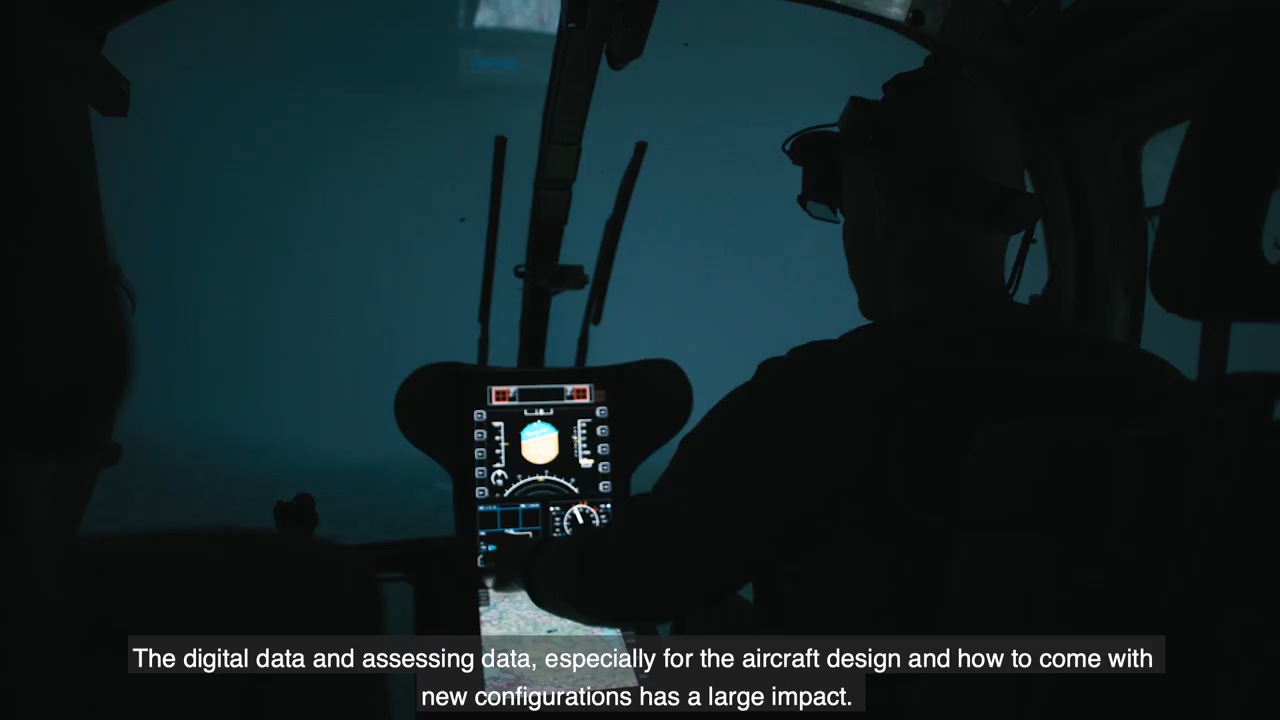 The digital data and assessing data, especially for the aircraft design and how to come with
new configurations has a large impact.